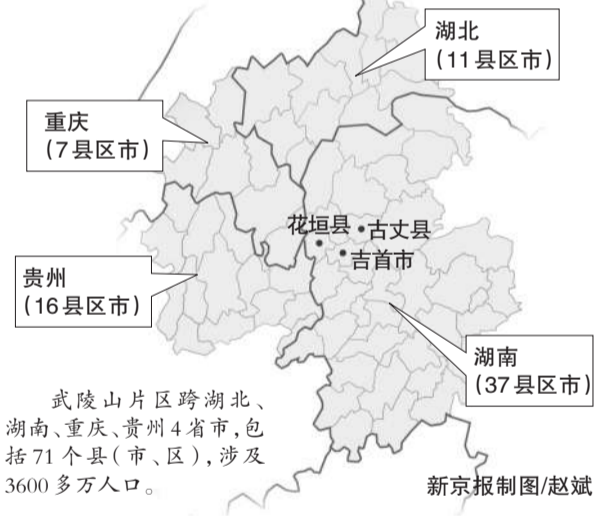 湖北
(11县区市)
重庆
(7县区市)
花垣县
古丈县
吉首市
贵州
(16县区市)
湖南
(37县区市)
武陵山片区跨湖北、
湖南、重庆、贵州4省市,包
括71个县(市、区),涉及
3600多万人口。
新京报制图/赵斌